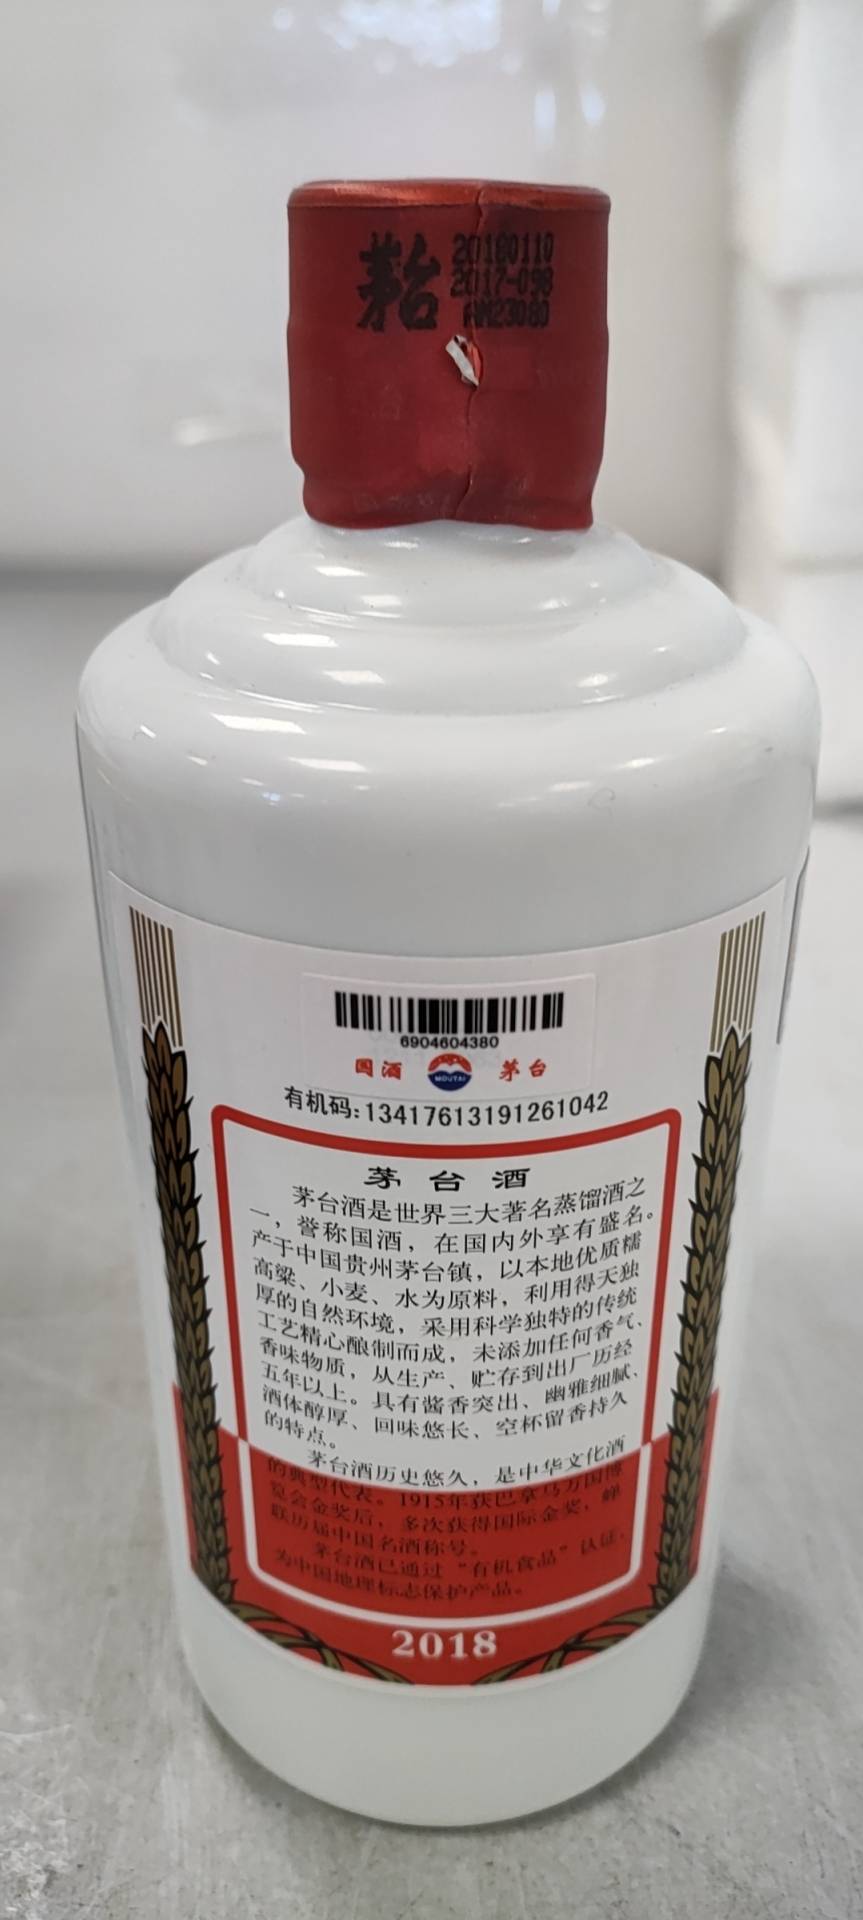 茅台
20180110
2017-098
6904604380
国酒 MOUTAI 茅台
有机码:13417613191261042
茅台酒
茅台酒是世界三大著名蒸馏酒之
一，誉称国酒，在国内外享有盛名。
产于中国贵州茅台镇，以本地优质糯
高粱、小麦、水为原料，利用得天独
厚的自然环境，采用科学独特的传统
工艺精心酿制而成，未添加任何香气、
香味物质，从生产、贮存到出厂历经
五年以上。具有酱香突出、幽雅细腻、
酒体醇厚、回味悠长、空杯留香持久
的特点。
茅台酒历史悠久，是中华文化酒
的典型代表。1915年获巴拿马万国博
览会金奖后，多次获得国际金奖，蝉
联历届中国名酒称号。
茅台酒已通过“有机食品”认证，
为中国地理标志保护产品。
2018